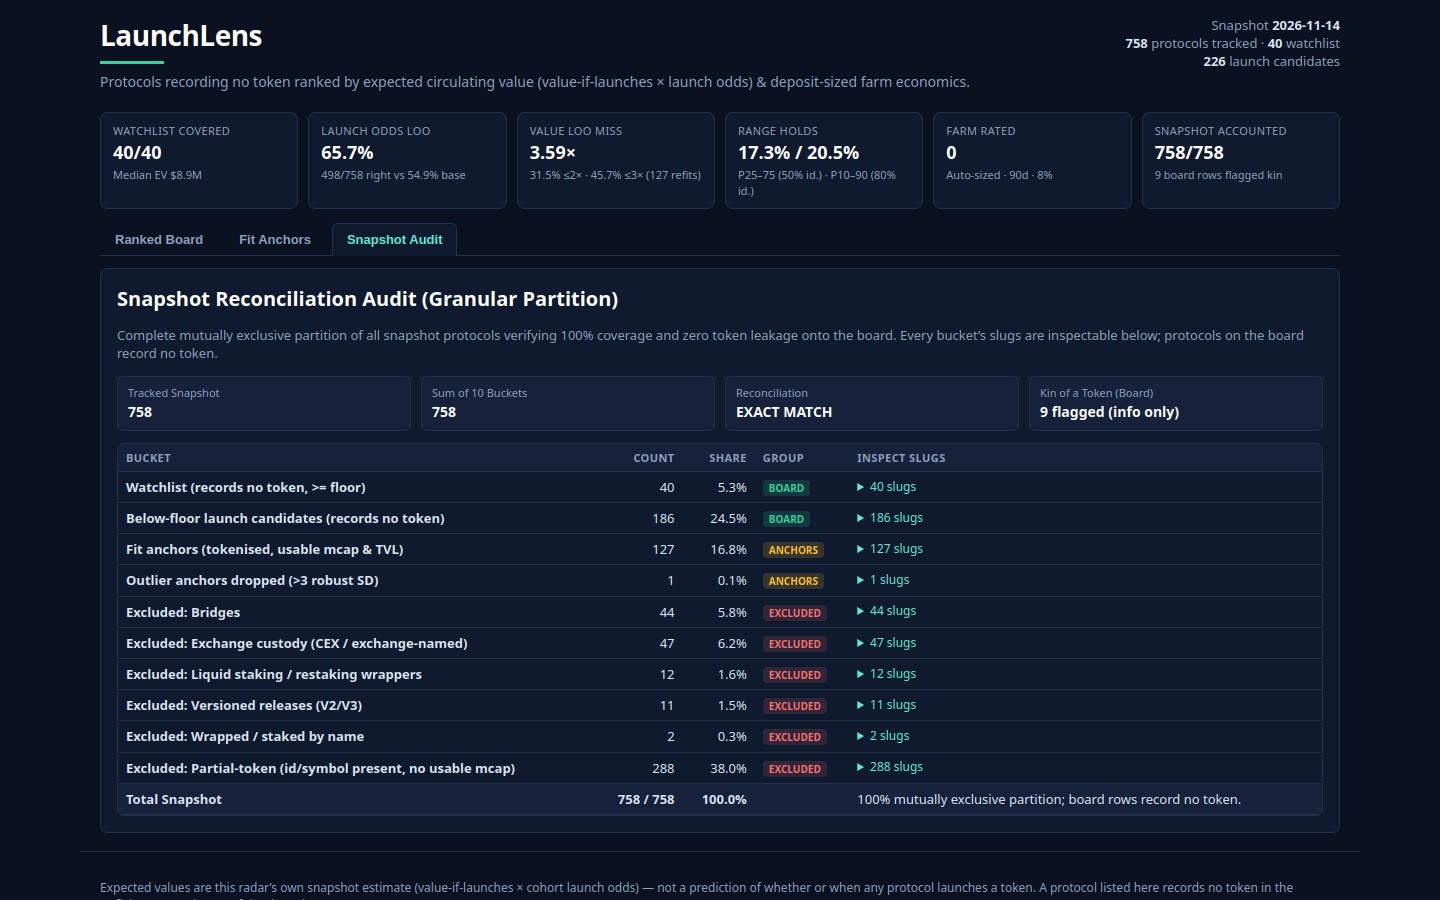 LaunchLens
Snapshot 2026-11-14
758 protocols tracked · 40 watchlist
226 launch candidates
Protocols recording no token ranked by expected circulating value (value-if-launches × launch odds) & deposit-sized farm economics.
WATCHLIST COVERED
40/40
Median EV $8.9M
LAUNCH ODDS LOO
65.7%
498/758 right vs 54.9% base
VALUE LOO MISS
3.59×
31.5% ≤2× · 45.7% ≤3× (127 refits)
RANGE HOLDS
17.3% / 20.5%
P25–75 (50% id.) · P10–90 (80%
id.)
FARM RATED
0
Auto-sized · 90d · 8%
SNAPSHOT ACCOUNTED
758/758
9 board rows flagged kin
Ranked Board Fit Anchors Snapshot Audit
Snapshot Reconciliation Audit (Granular Partition)
Complete mutually exclusive partition of all snapshot protocols verifying 100% coverage and zero token leakage onto the board. Every bucket's slugs are inspectable below; protocols on the board
record no token.
Tracked Snapshot
758
Sum of 10 Buckets
758
Reconciliation
EXACT MATCH
Kin of a Token (Board)
9 flagged (info only)
BUCKET COUNT SHARE GROUP INSPECT SLUGS
Watchlist (records no token, >= floor) 40 5.3% BOARD ▶ 40 slugs
Below-floor launch candidates (records no token) 186 24.5% BOARD ▶ 186 slugs
Fit anchors (tokenised, usable mcap & TVL) 127 16.8% ANCHORS ▶ 127 slugs
Outlier anchors dropped (>3 robust SD) 1 0.1% ANCHORS ▶ 1 slugs
Excluded: Bridges 44 5.8% EXCLUDED ▶ 44 slugs
Excluded: Exchange custody (CEX / exchange-named) 47 6.2% EXCLUDED ▶ 47 slugs
Excluded: Liquid staking / restaking wrappers 12 1.6% EXCLUDED ▶ 12 slugs
Excluded: Versioned releases (V2/V3) 11 1.5% EXCLUDED ▶ 11 slugs
Excluded: Wrapped / staked by name 2 0.3% EXCLUDED ▶ 2 slugs
Excluded: Partial-token (id/symbol present, no usable mcap) 288 38.0% EXCLUDED ▶ 288 slugs
Total Snapshot 758 / 758 100.0% 100% mutually exclusive partition; board rows record no token.
Expected values are this radar's own snapshot estimate (value-if-launches × cohort launch odds) — not a prediction of whether or when any protocol launches a token. A protocol listed here records no token in the